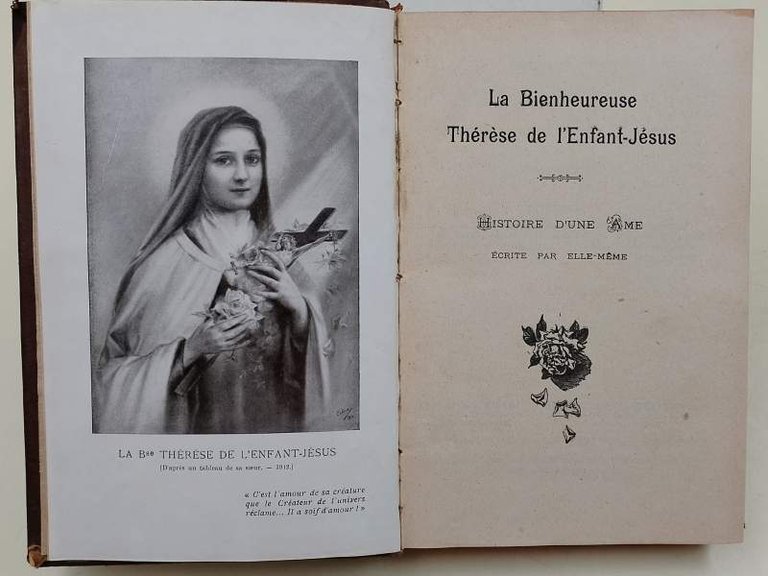 LA Bse THÉRÈSE DE L'ENFANT-JÉSUS
(D'après un tableau de sa sœur. — 1912.)
« C'est l'amour de sa créature
que le Créateur de l'univers
réclame... Il a soif d'amour ! »
La Bienheureuse
Thérèse de l'Enfant-Jésus
HISTOIRE D'UNE AME
ÉCRITE PAR ELLE-MÊME